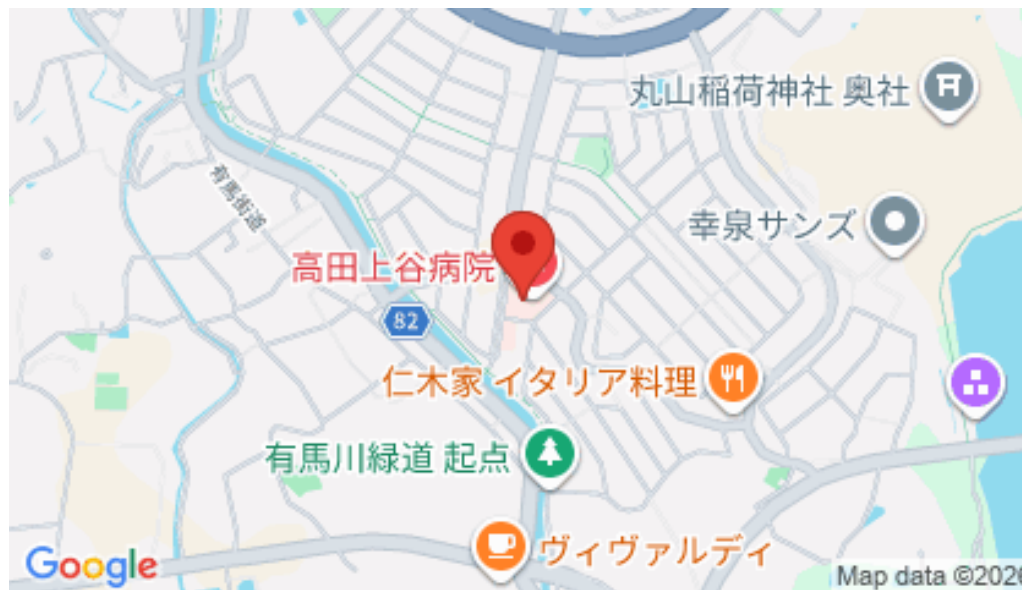 丸山稲荷神社 奥社
有馬街道
幸泉サンズ
高田上谷病院
82
仁木家 イタリア料理
有馬川緑道 起点
ヴィヴァルディ
Google
Map data ©2026